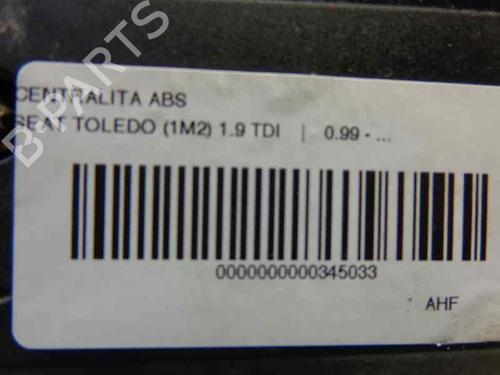 B PARTS
CENTRALITA ABS
SEAT TOLEDO (1M2) 1.9 TDI | 0.99 - ...
0000000000345033
AHF